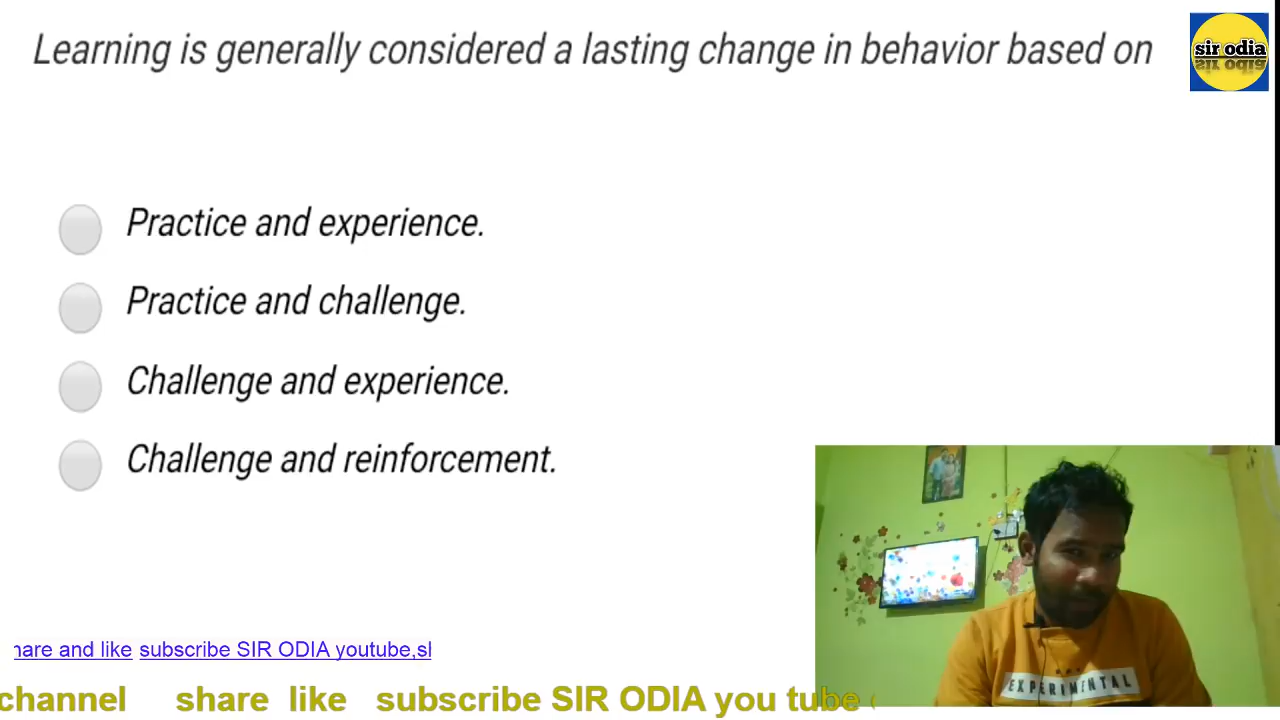 Learning is generally considered a lasting change in behavior based on
sir odia
Practice and experience.
Practice and challenge.
Challenge and experience.
Challenge and reinforcement.
EXPERIMENTAL
hare and like subscribe SIR ODIA youtube,sl
channel share like subscribe SIR ODIA you tube